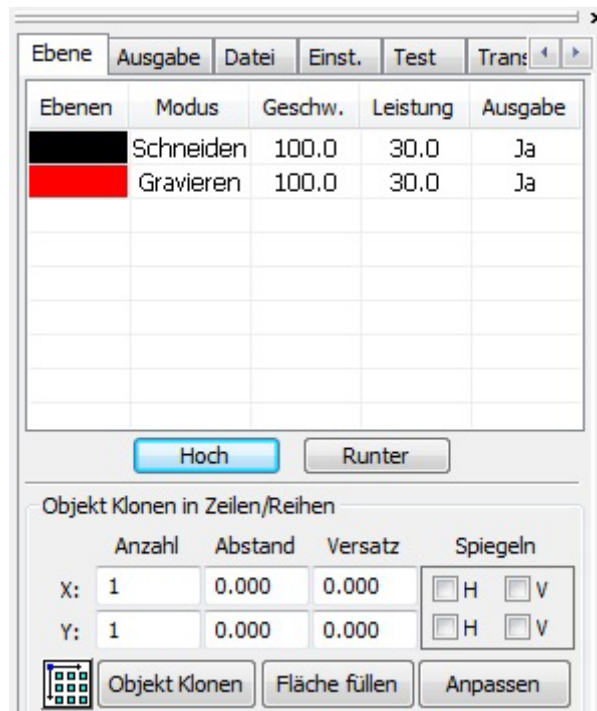 Ebene Ausgabe Datei Einst. Test Trans
Ebenen Modus Geschw. Leistung Ausgabe
Schneiden 100.0 30.0 Ja
Gravieren 100.0 30.0 Ja
Hoch Runter
Objekt Klonen in Zeilen/Reihen
Anzahl Abstand Versatz Spiegeln
X: 1 0.000 0.000 H V
Y: 1 0.000 0.000 H V
Objekt Klonen Fläche füllen Anpassen